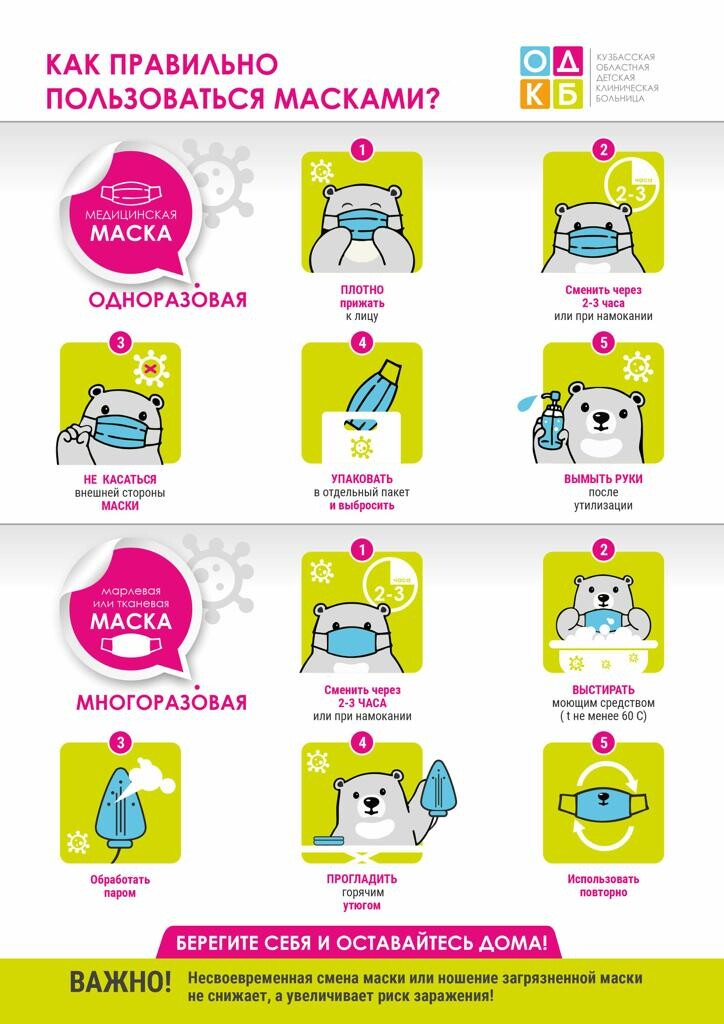 КАК ПРАВИЛЬНО
ПОЛЬЗОВАТЬСЯ МАСКАМИ?
ОД
КБ
КУЗБАССКАЯ
ОБЛАСТНАЯ
ДЕТСКАЯ
КЛИНИЧЕСКАЯ
БОЛЬНИЦА
МЕДИЦИНСКАЯ
МАСКА
ОДНОРАЗОВАЯ
1
ПЛОТНО
прижать
к лицу
2
часа
2-3
Сменить через
2-3 часа
или при намокании
3
НЕ КАСАТЬСЯ
внешней стороны
МАСКИ
4
УПАКОВАТЬ
в отдельный пакет
и выбросить
5
ВЫМЫТЬ РУКИ
после
утилизации
марлевая
или тканевая
МАСКА
МНОГОРАЗОВАЯ
1
часа
2-3
Сменить через
2-3 ЧАСА
или при намокании
2
ВЫСТИРАТЬ
моющим средством
( t не менее 60 С)
3
Обработать
паром
4
ПРОГЛАДИТЬ
горячим
утюгом
5
Использовать
повторно
БЕРЕГИТЕ СЕБЯ И ОСТАВАЙТЕСЬ ДОМА!
ВАЖНО!
Несвоевременная смена маски или ношение загрязненной маски
не снижает, а увеличивает риск заражения!